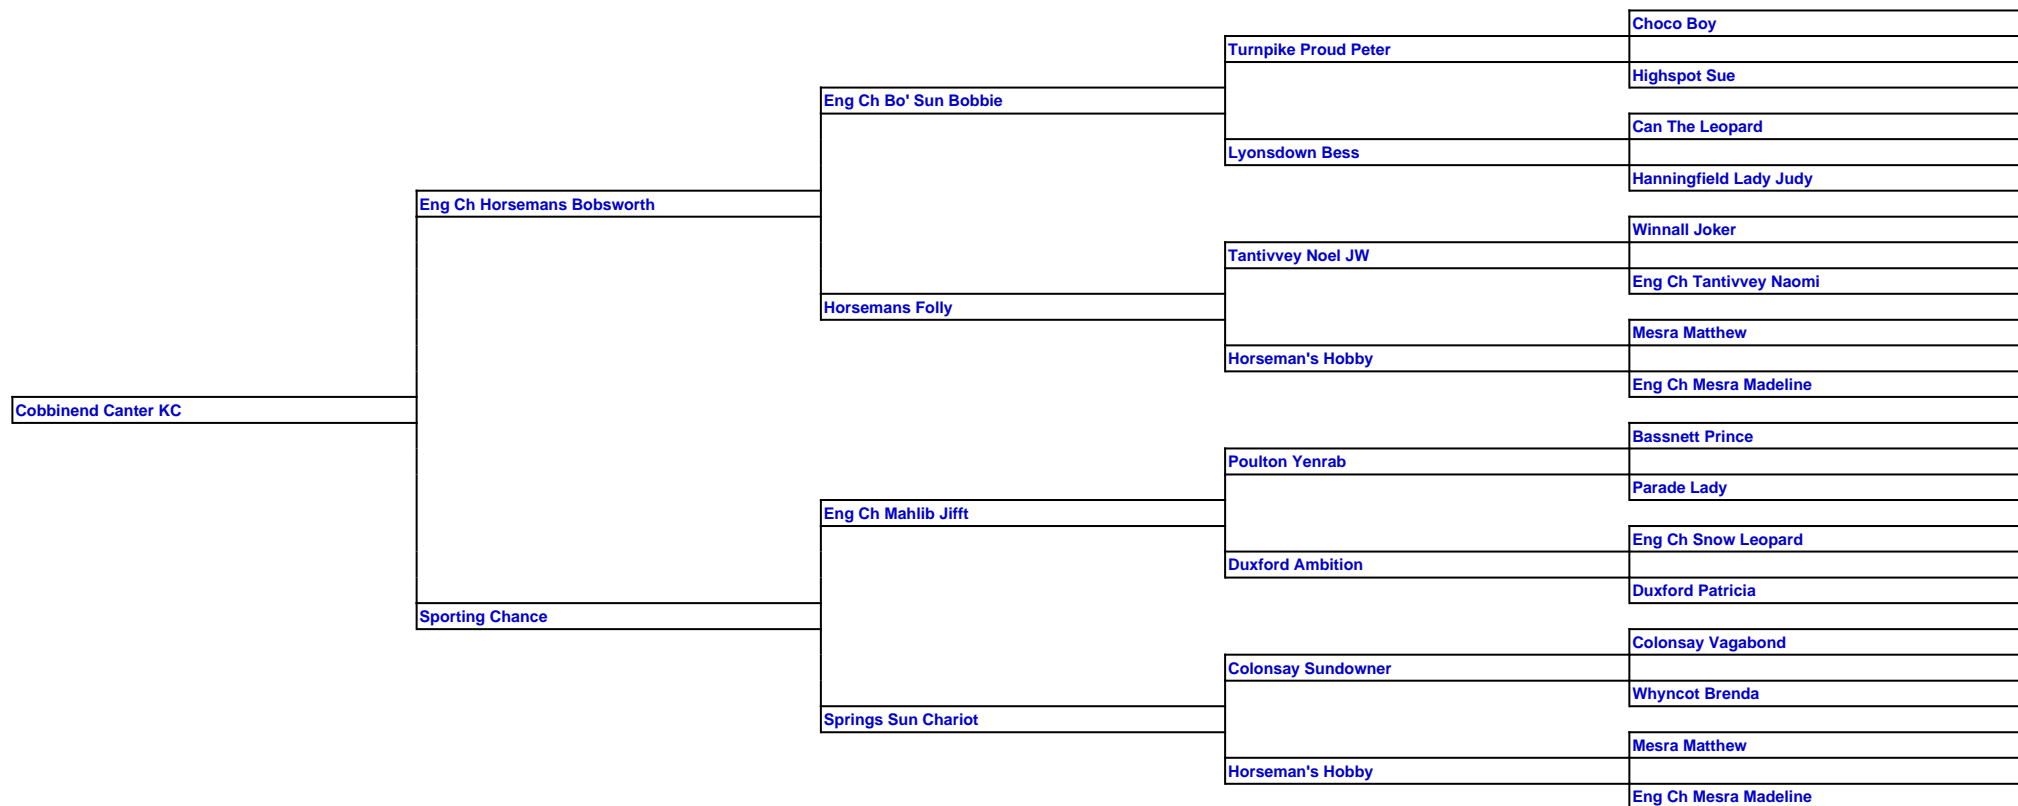 Choco Boy
Turnpike Proud Peter
Highspot Sue
Eng Ch Bo' Sun Bobbie
Can The Leopard
Lyonsdown Bess
Hanningfield Lady Judy
Eng Ch Horsemans Bobsworth
Winnall Joker
Tantivvey Noel JW
Eng Ch Tantivvey Naomi
Horsemans Folly
Mesra Matthew
Horseman's Hobby
Eng Ch Mesra Madeline
Cobbinend Canter KC
Bassnett Prince
Poulton Yenrab
Parade Lady
Eng Ch Mahlib Jifft
Eng Ch Snow Leopard
Duxford Ambition
Duxford Patricia
Sporting Chance
Colonsay Vagabond
Colonsay Sundowner
Whyncot Brenda
Springs Sun Chariot
Mesra Matthew
Horseman's Hobby
Eng Ch Mesra Madeline